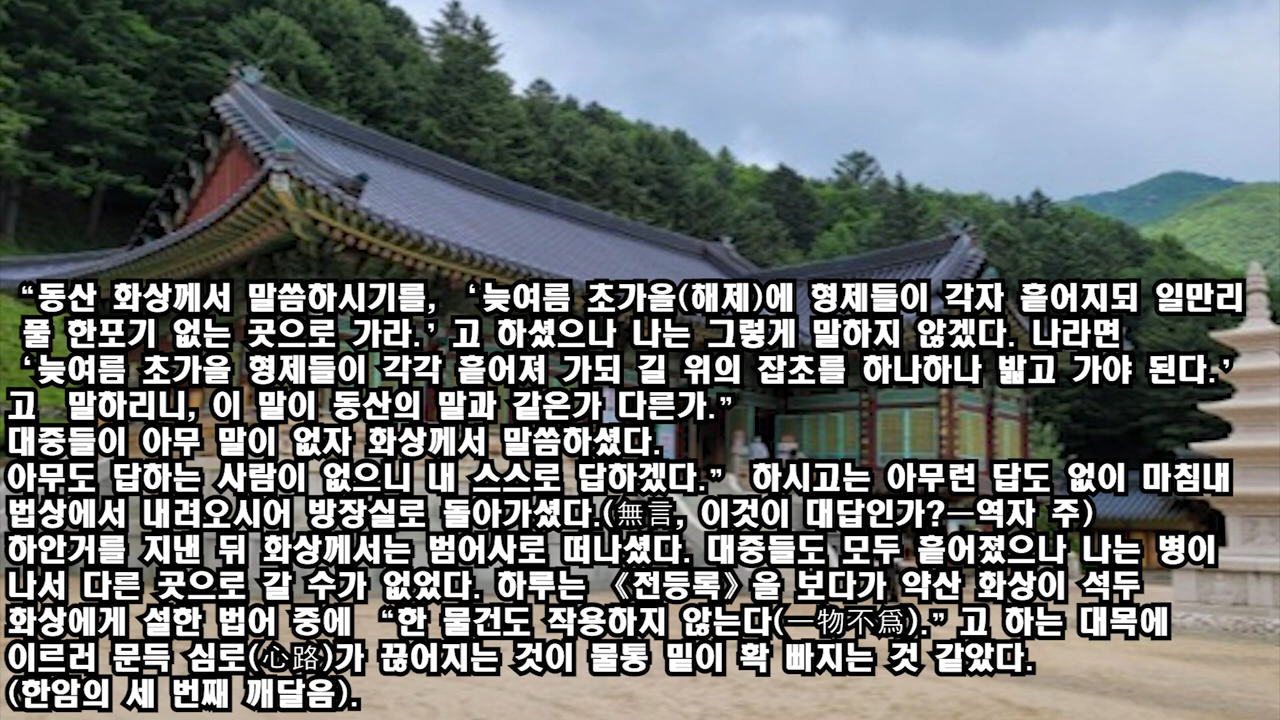 “동산 화상께서 말씀하시기를, ‘늦여름 초가을(해제)에 형제들이 각자 흩어지되 일만리
풀 한포기 없는 곳으로 가라.’ 고 하셨으나 나는 그렇게 말하지 않겠다. 나라면
‘늦여름 초가을 형제들이 각각 흩어져 가되 길 위의 잡초를 하나하나 밟고 가야 된다.’
고 말하리니, 이 말이 동산의 말과 같은가 다른가.”
대중들이 아무 말이 없자 화상께서 말씀하셨다.
아무도 답하는 사람이 없으니 내 스스로 답하겠다.” 하시고는 아무런 답도 없이 마침내
법상에서 내려오시어 방장실로 돌아가셨다.(無言, 이것이 대답인가?—역자 주)
하안거를 지낸 뒤 화상께서는 범어사로 떠나셨다. 대중들도 모두 흩어졌으나 나는 병이
나서 다른 곳으로 갈 수가 없었다. 하루는 《전등록》을 보다가 약산 화상이 석두
화상에게 설한 법어 중에 “한 물건도 작용하지 않는다(一物不爲).” 고 하는 대목에
이르러 문득 심로(心路)가 끊어지는 것이 물통 밑이 확 빠지는 것 같았다.
(한암의 세 번째 깨달음).